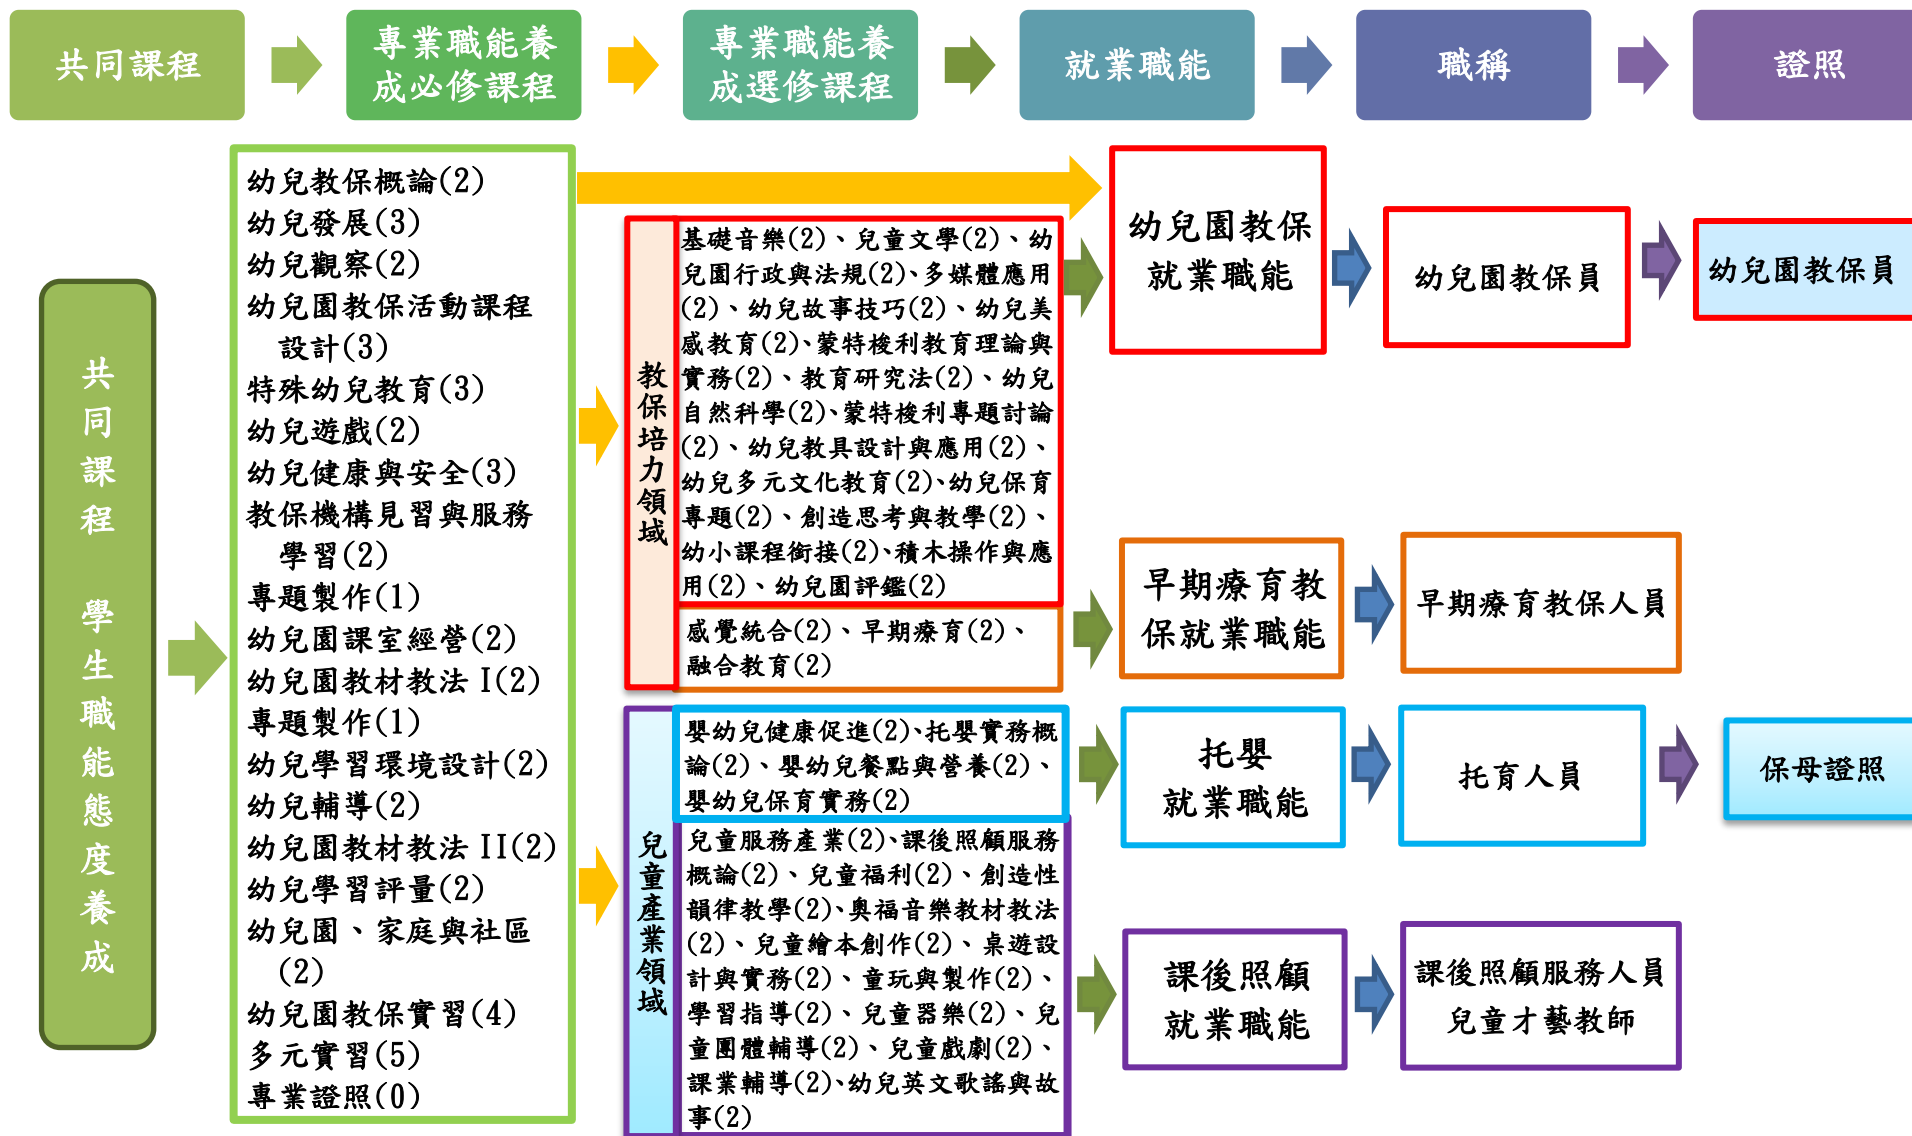 共同課程
專業職能養
成必修課程
專業職能養
成選修課程
就業職能
職稱
證照
共同課程 學生職能態度養成
幼兒教保概論(2)
幼兒發展(3)
幼兒觀察(2)
幼兒園教保活動課程
設計(3)
特殊幼兒教育(3)
幼兒遊戲(2)
幼兒健康與安全(3)
教保機構見習與服務
學習(2)
專題製作(1)
幼兒園課室經營(2)
幼兒園教材教法 I(2)
專題製作(1)
幼兒學習環境設計(2)
幼兒輔導(2)
幼兒園教材教法 II(2)
幼兒學習評量(2)
幼兒園、家庭與社區
(2)
幼兒園教保實習(4)
多元實習(5)
專業證照(0)
教保培力領域
基礎音樂(2)、兒童文學(2)、幼
兒園行政與法規(2)、多媒體應用
(2)、幼兒故事技巧(2)、幼兒美
感教育(2)、蒙特梭利教育理論與
實務(2)、教育研究法(2)、幼兒
自然科學(2)、蒙特梭利專題討論
(2)、幼兒教具設計與應用(2)、
幼兒多元文化教育(2)、幼兒保育
專題(2)、創造思考與教學(2)、
幼小課程銜接(2)、積木操作與應
用(2)、幼兒園評鑑(2)
感覺統合(2)、早期療育(2)、
融合教育(2)
兒童產業領域
嬰幼兒健康促進(2)、托嬰實務概
論(2)、嬰幼兒餐點與營養(2)、
嬰幼兒保育實務(2)
兒童服務產業(2)、課後照顧服務
概論(2)、兒童福利(2)、創造性
韻律教學(2)、奧福音樂教材教法
(2)、兒童繪本創作(2)、桌遊設
計與實務(2)、童玩與製作(2)、
學習指導(2)、兒童器樂(2)、兒
童團體輔導(2)、兒童戲劇(2)、
課業輔導(2)、幼兒英文歌謠與故
事(2)
幼兒園教保
就業職能
幼兒園教保員
幼兒園教保員
早期療育教
保就業職能
早期療育教保人員
托嬰
就業職能
托育人員
保母證照
課後照顧
就業職能
課後照顧服務人員
兒童才藝教師